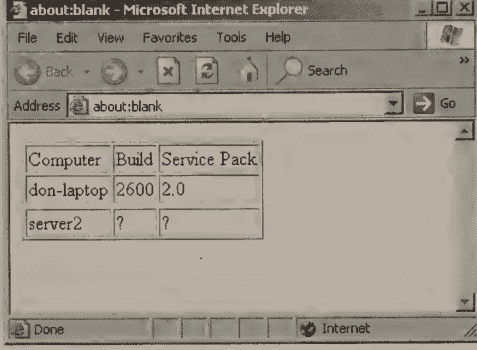 about:blank - Microsoft Internet Explorer
File Edit View Favorites Tools Help
Back Search »
Address about:blank Go
Computer Build Service Pack
don-laptop 2600 2.0
server2 ? ?
Done Internet